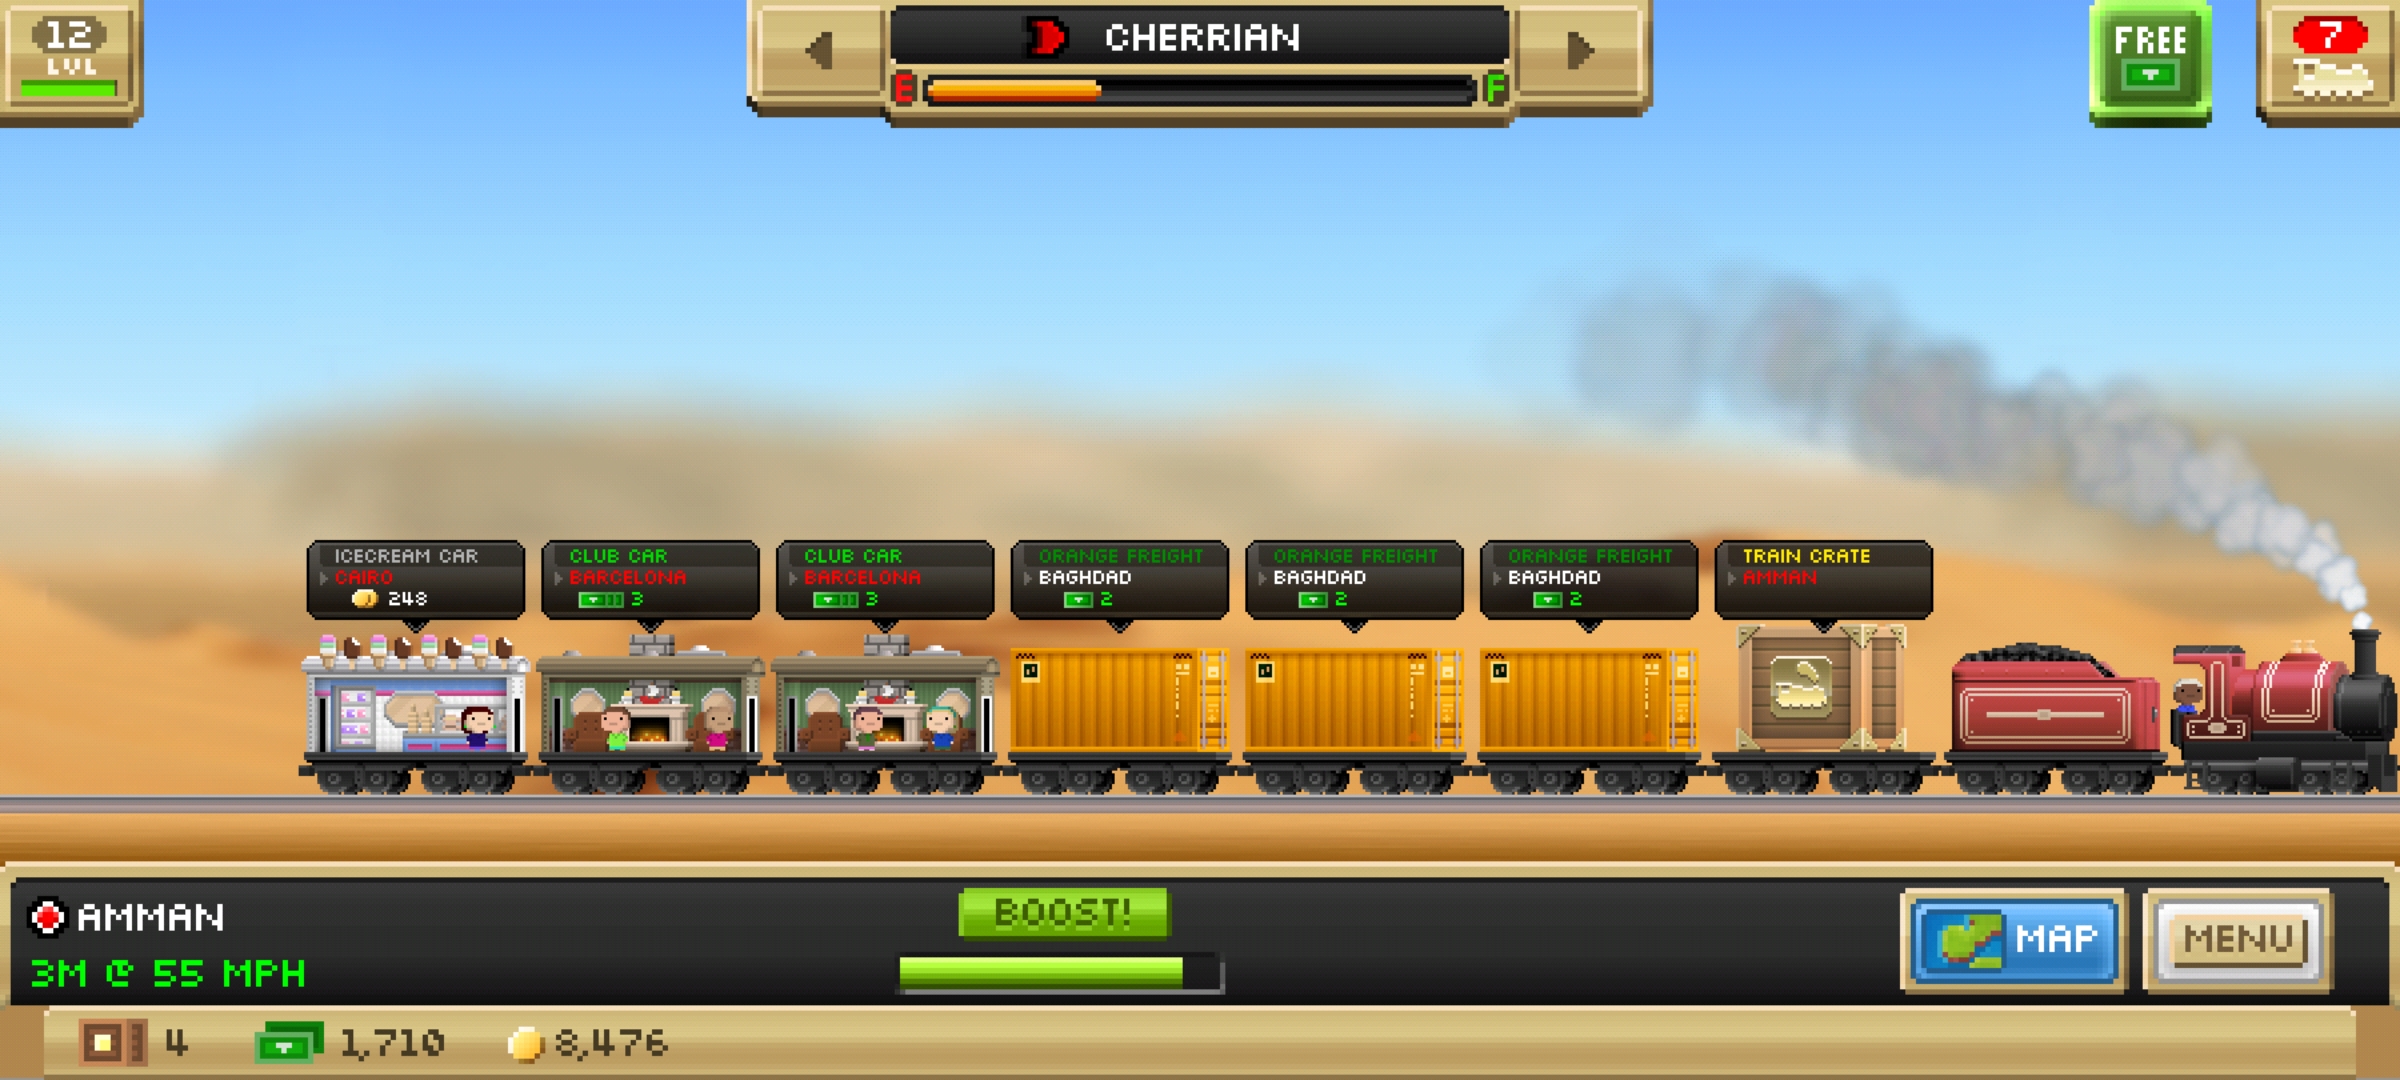 12
LVL
CHERRIAN
E F
FREE
7
ICECREAM CAR
CAIRO
248
CLUB CAR
BARCELONA
3
CLUB CAR
BARCELONA
3
ORANGE FREIGHT
BAGHDAD
2
ORANGE FREIGHT
BAGHDAD
2
ORANGE FREIGHT
BAGHDAD
2
TRAIN CRATE
AMMAN
AMMAN
3M @ 55 MPH
BOOST!
MAP
MENU
4
1,710
8,476